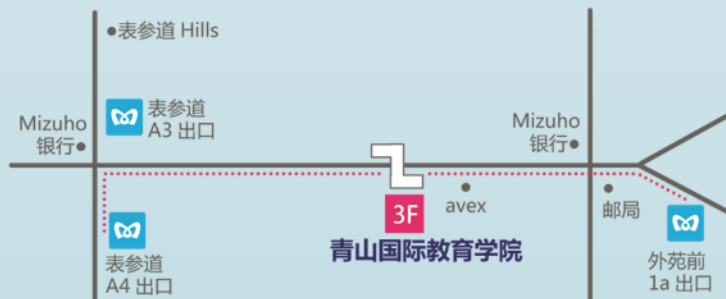 表参道 Hills
表参道
A3 出口
Mizuho
银行
Mizuho
银行
3F
avex
邮局
青山国际教育学院
表参道
A4 出口
外苑前
1a 出口